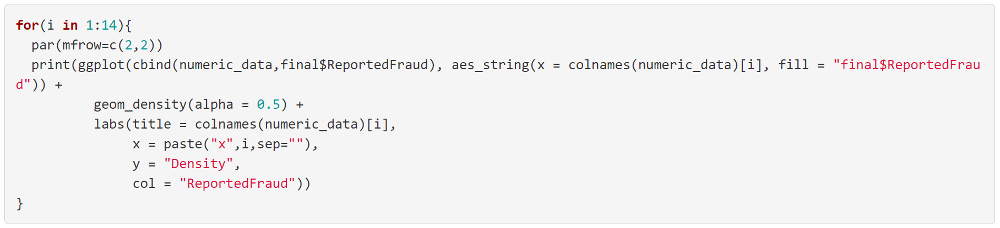 for(i in 1:14){
  par(mfrow=c(2,2))
  print(ggplot(cbind(numeric_data,final$ReportedFraud), aes_string(x = colnames(numeric_data)[i], fill = "final$ReportedFrau
d")) +
          geom_density(alpha = 0.5) +
          labs(title = colnames(numeric_data)[i],
               x = paste("x",i,sep=""),
               y = "Density",
               col = "ReportedFraud"))
}